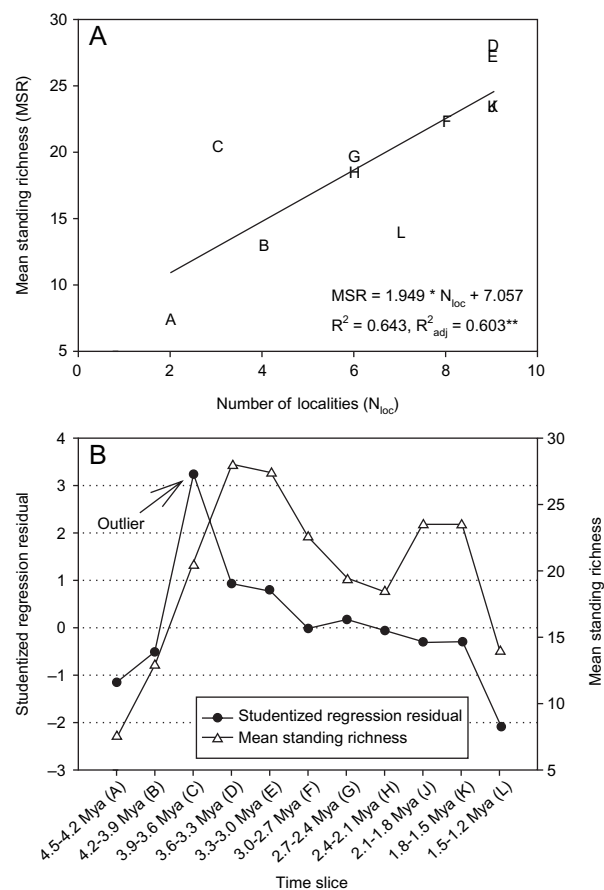 A
30
25
20
15
10
5
Mean standing richness (MSR)
D
E
C
K
F
G
H
L
B
A
MSR = 1.949 * Nloc + 7.057
R2 = 0.643, R2adj = 0.603**
0 2 4 6 8 10
Number of localities (Nloc)
B
4
3
2
1
0
–1
–2
–3
Studentized regression residual
Outlier
30
25
20
15
10
5
Mean standing richness
Studentized regression residual
Mean standing richness
4.5-4.2 Mya (A)
4.2-3.9 Mya (B)
3.9-3.6 Mya (C)
3.6-3.3 Mya (D)
3.3-3.0 Mya (E)
3.0-2.7 Mya (F)
2.7-2.4 Mya (G)
2.4-2.1 Mya (H)
2.1-1.8 Mya (J)
1.8-1.5 Mya (K)
1.5-1.2 Mya (L)
Time slice